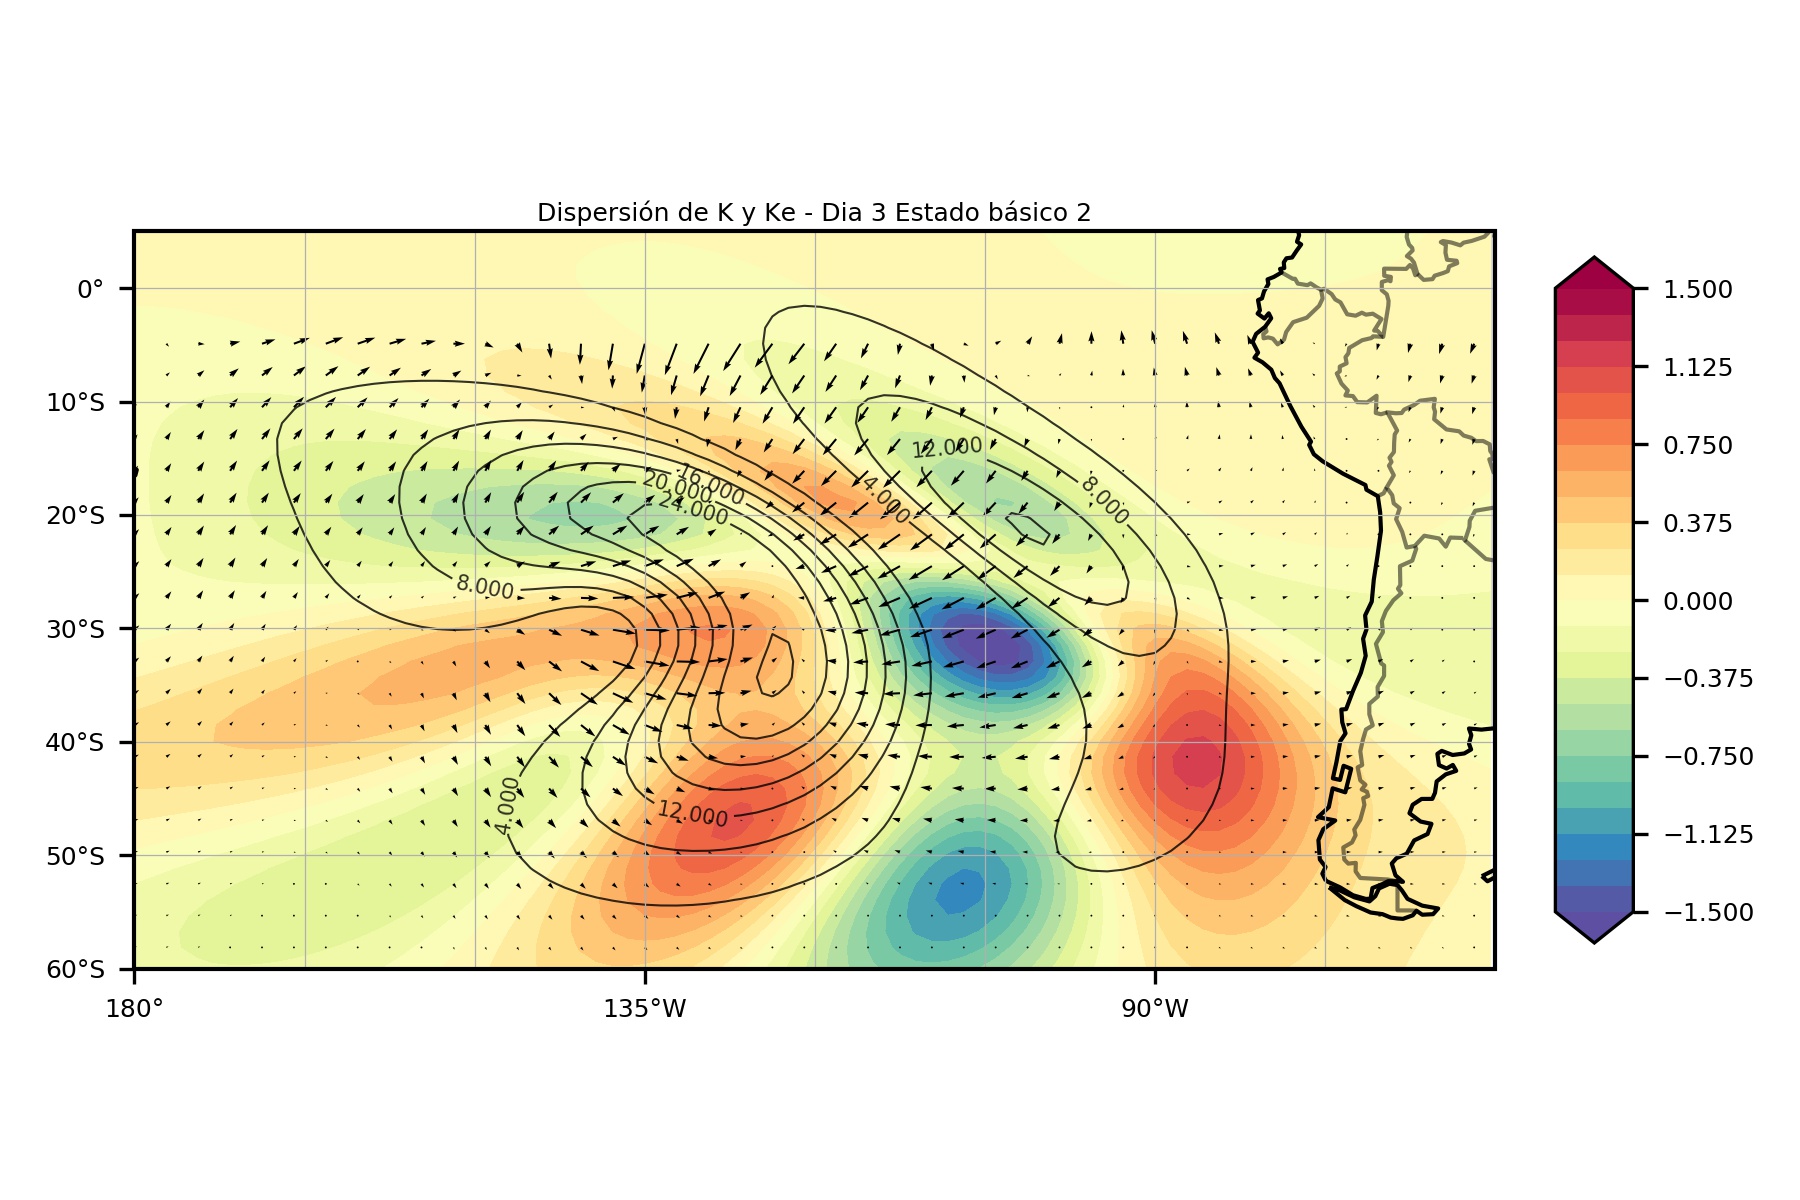 Dispersión de K y Ke - Dia 3 Estado básico 2
0°
10°S
20°S
30°S
40°S
50°S
60°S
180°
135°W
90°W
12.000
8.000
4.000
16.000
20.000
24.000
8.000
4.000
12.000
1.500
1.125
0.750
0.375
0.000
−0.375
−0.750
−1.125
−1.500